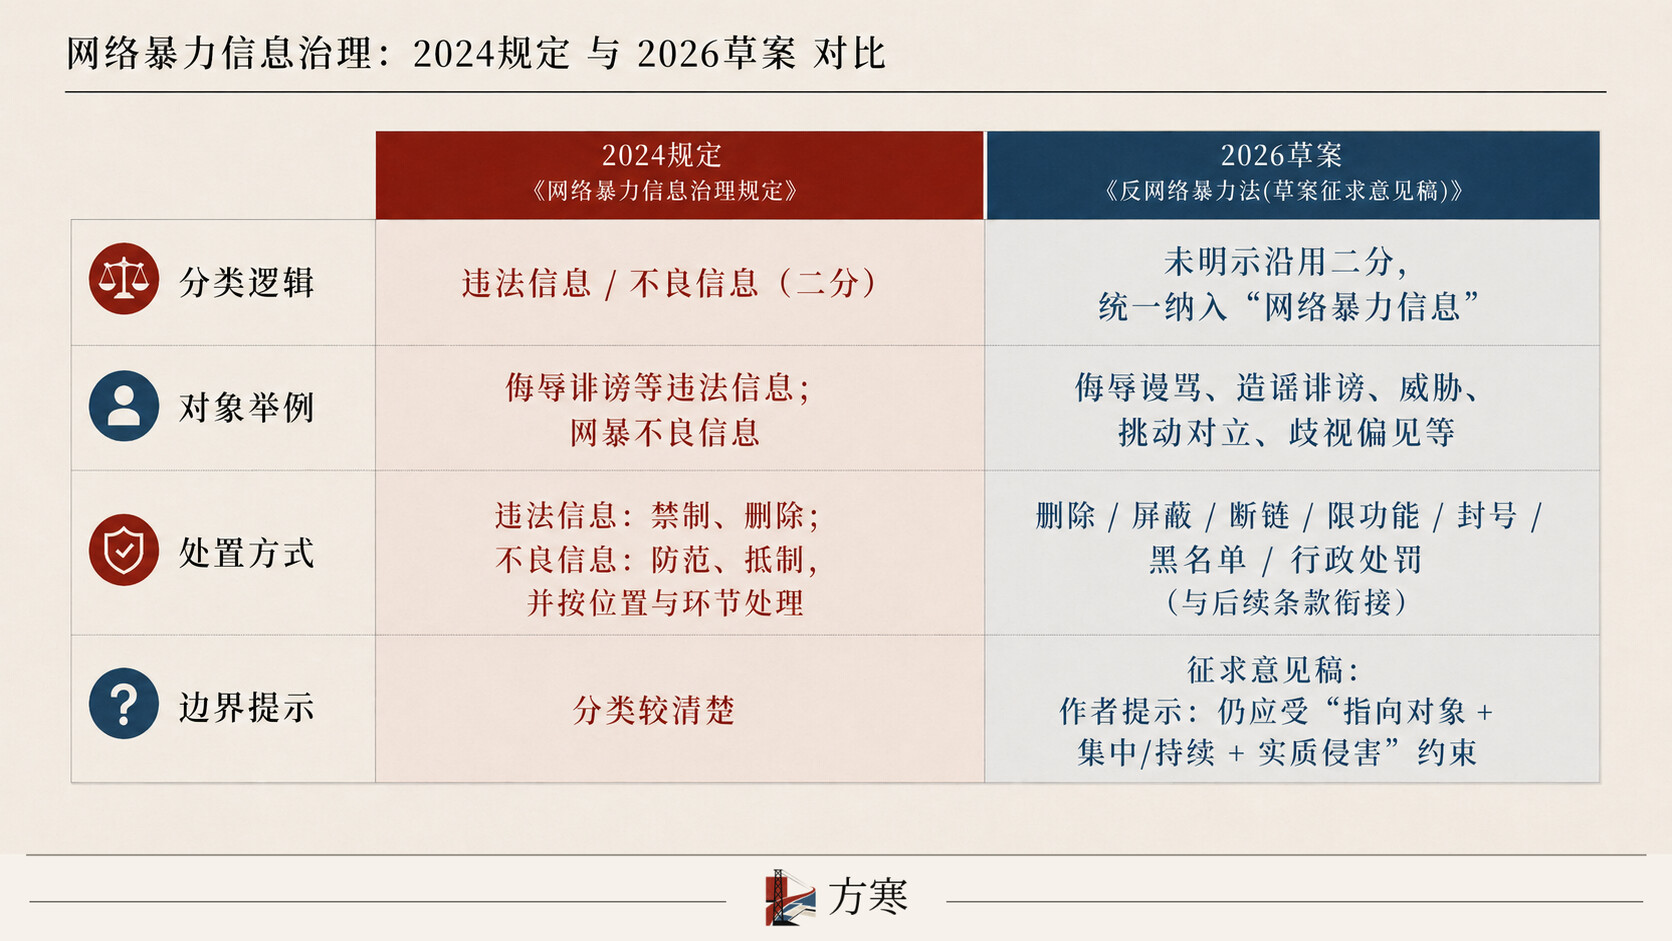 网络暴力信息治理：2024规定 与 2026草案 对比
2024规定
《网络暴力信息治理规定》
2026草案
《反网络暴力法(草案征求意见稿)》
分类逻辑
违法信息 / 不良信息（二分）
未明示沿用二分，
统一纳入“网络暴力信息”
对象举例
侮辱诽谤等违法信息；
网暴不良信息
侮辱谩骂、造谣诽谤、威胁、
挑动对立、歧视偏见等
处置方式
违法信息：禁制、删除；
不良信息：防范、抵制，
并按位置与环节处理
删除 / 屏蔽 / 断链 / 限功能 / 封号 /
黑名单 / 行政处罚
（与后续条款衔接）
边界提示
分类较清楚
征求意见稿：
作者提示：仍应受“指向对象 +
集中/持续 + 实质侵害”约束
方寒